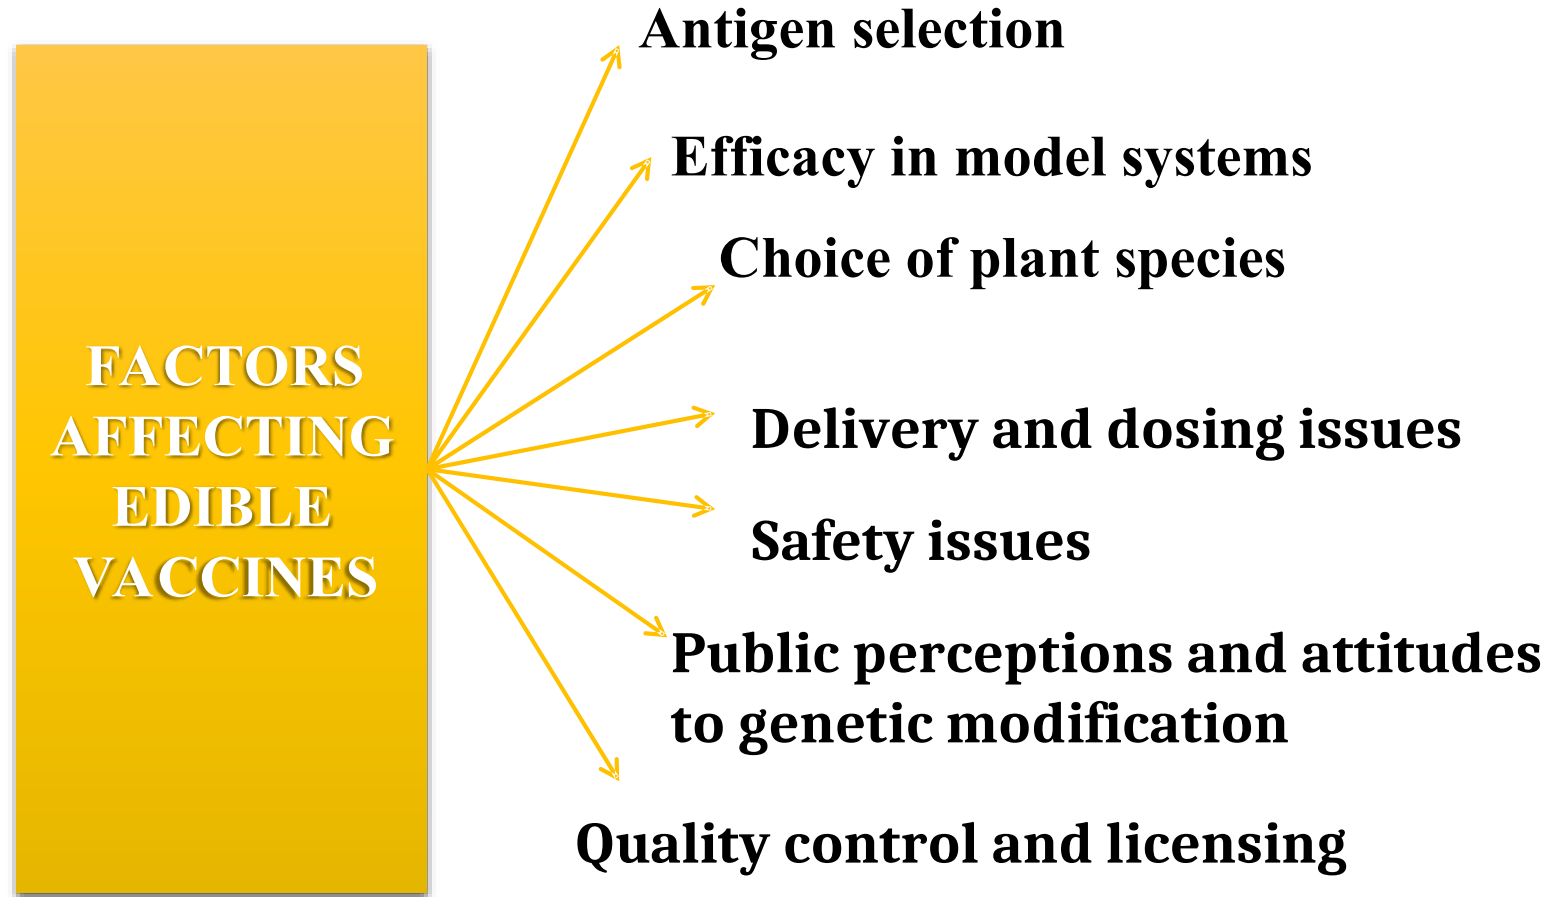 FACTORS
AFFECTING
EDIBLE
VACCINES
Antigen selection
Efficacy in model systems
Choice of plant species
Delivery and dosing issues
Safety issues
Public perceptions and attitudes
to genetic modification
Quality control and licensing